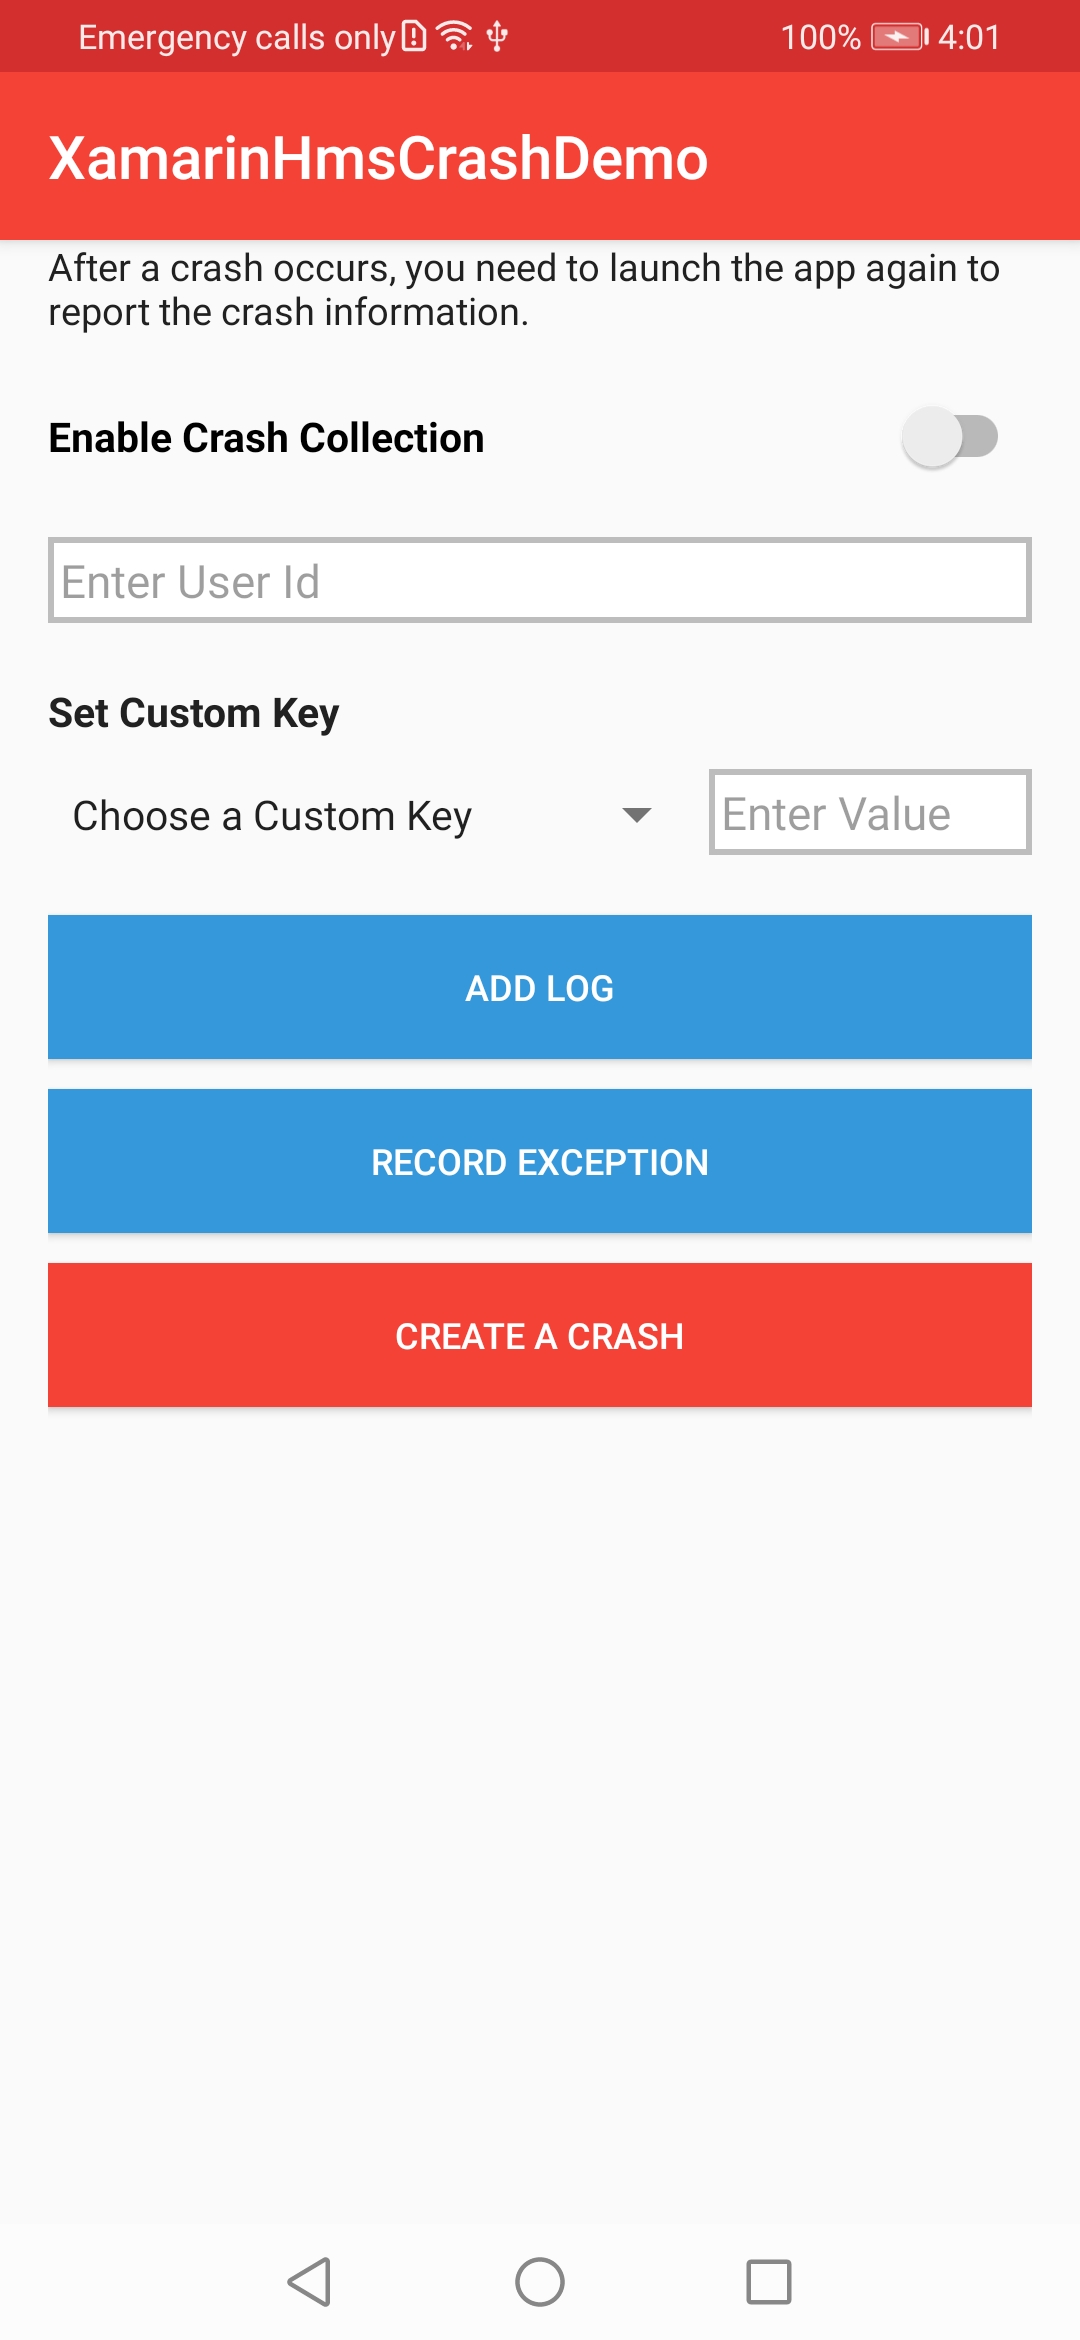 Emergency calls only 100% 4:01
XamarinHmsCrashDemo
After a crash occurs, you need to launch the app again to
report the crash information.
Enable Crash Collection
Enter User Id
Set Custom Key
Choose a Custom Key Enter Value
ADD LOG
RECORD EXCEPTION
CREATE A CRASH